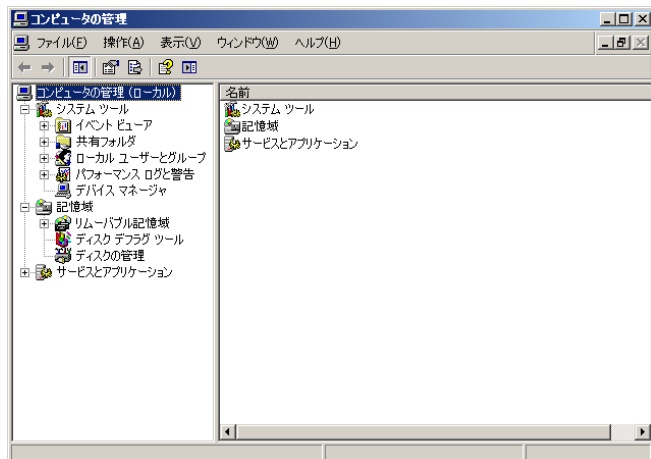 コンピュータの管理
ファイル(F) 操作(A) 表示(V) ウィンドウ(W) ヘルプ(H)
コンピュータの管理 (ローカル)
システム ツール
イベント ビューア
共有フォルダ
ローカル ユーザーとグループ
パフォーマンス ログと警告
デバイス マネージャ
記憶域
リムーバブル記憶域
ディスク デフラグ ツール
ディスクの管理
サービスとアプリケーション
名前
システム ツール
記憶域
サービスとアプリケーション